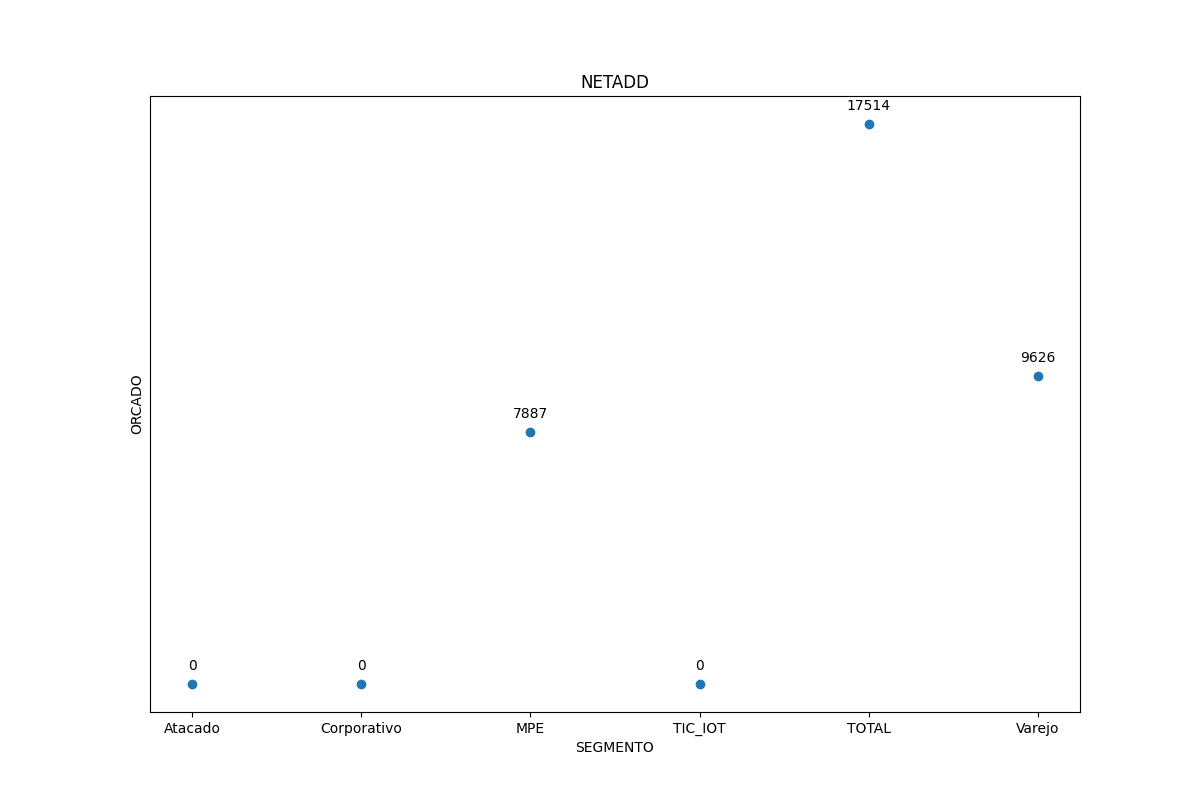 NETADD
17514
9626
7887
0 0 0
ORCADO
Atacado Corporativo MPE TIC_IOT TOTAL Varejo
SEGMENTO